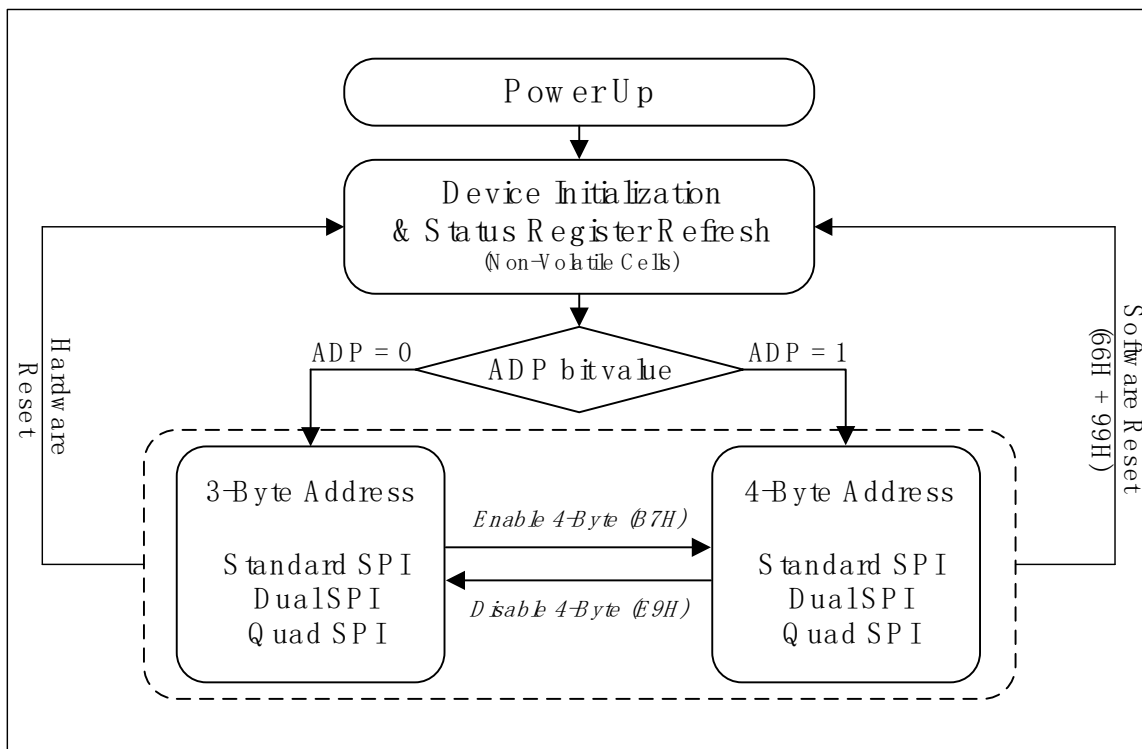 Power Up
Device Initialization
& Status Register Refresh
(Non-Volatile Cells)
Hardware
Reset
ADP = 0
ADP bit value
ADP = 1
Software Reset
(66H + 99H)
3-Byte Address
Standard SPI
Dual SPI
Quad SPI
Enable 4-Byte (B7H)
Disable 4-Byte (E9H)
4-Byte Address
Standard SPI
Dual SPI
Quad SPI